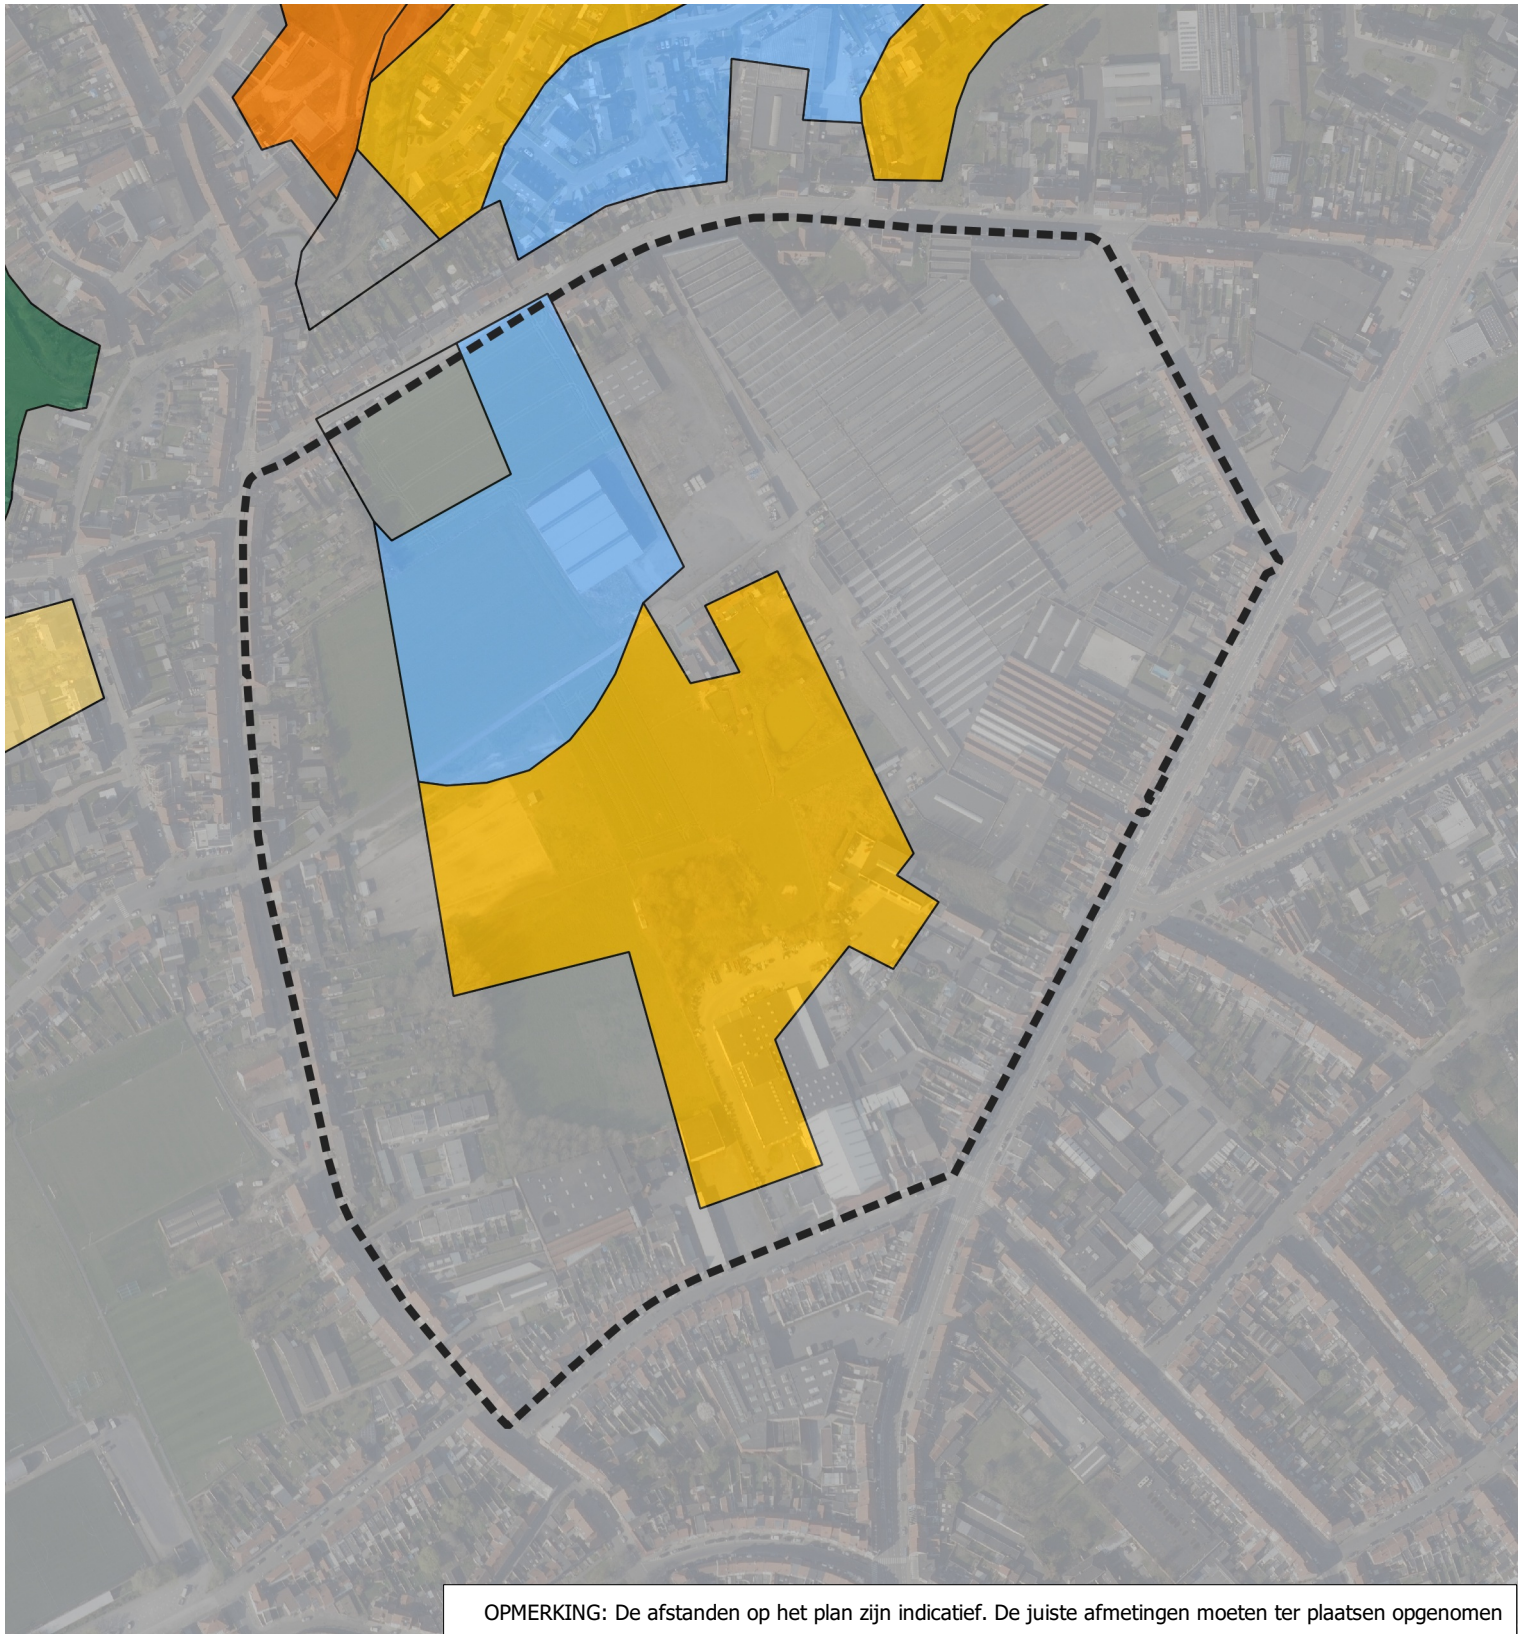 OPMERKING: De afstanden op het plan zijn indicatief. De juiste afmetingen moeten ter plaatsen opgenomen